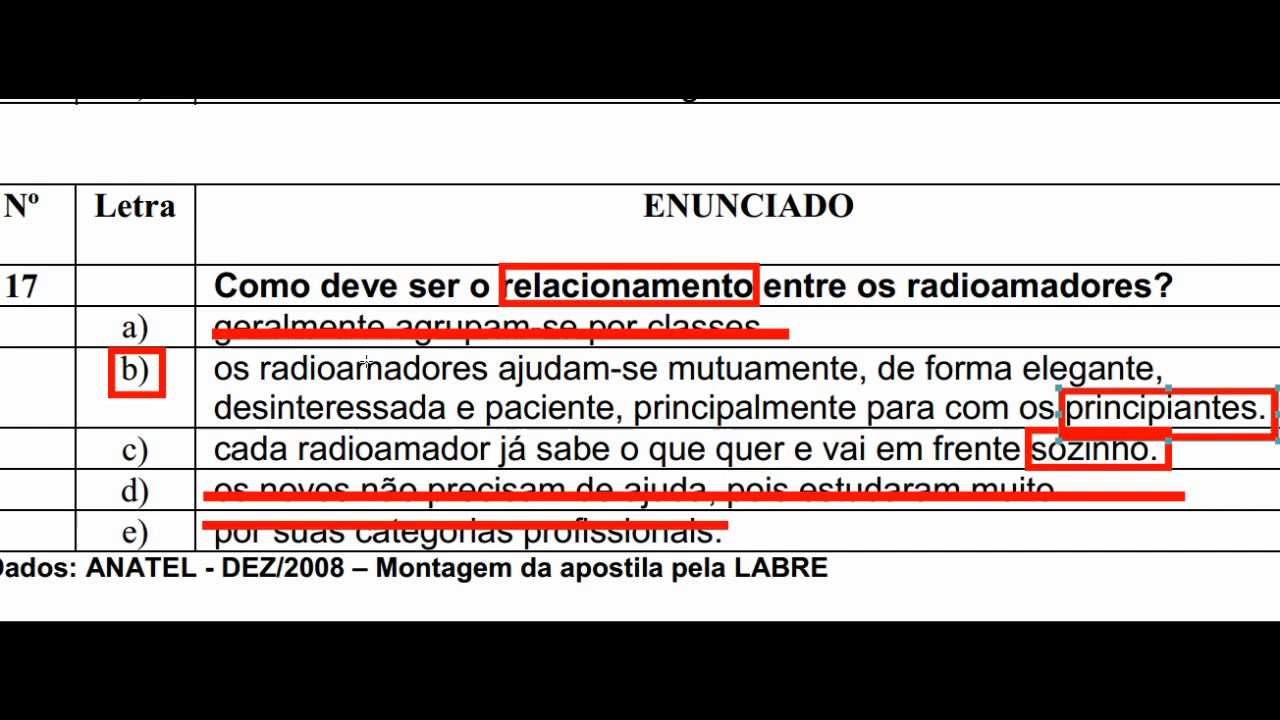 Nº Letra ENUNCIADO
17 Como deve ser o relacionamento entre os radioamadores?
a) geralmente agrupam-se por classes
b) os radioamadores ajudam-se mutuamente, de forma elegante,
desinteressada e paciente, principalmente para com os principiantes.
c) cada radioamador já sabe o que quer e vai em frente sozinho.
d) os novos não precisam de ajuda, pois estudaram muito
e) por suas categorias profissionais.
Dados: ANATEL - DEZ/2008 – Montagem da apostila pela LABRE